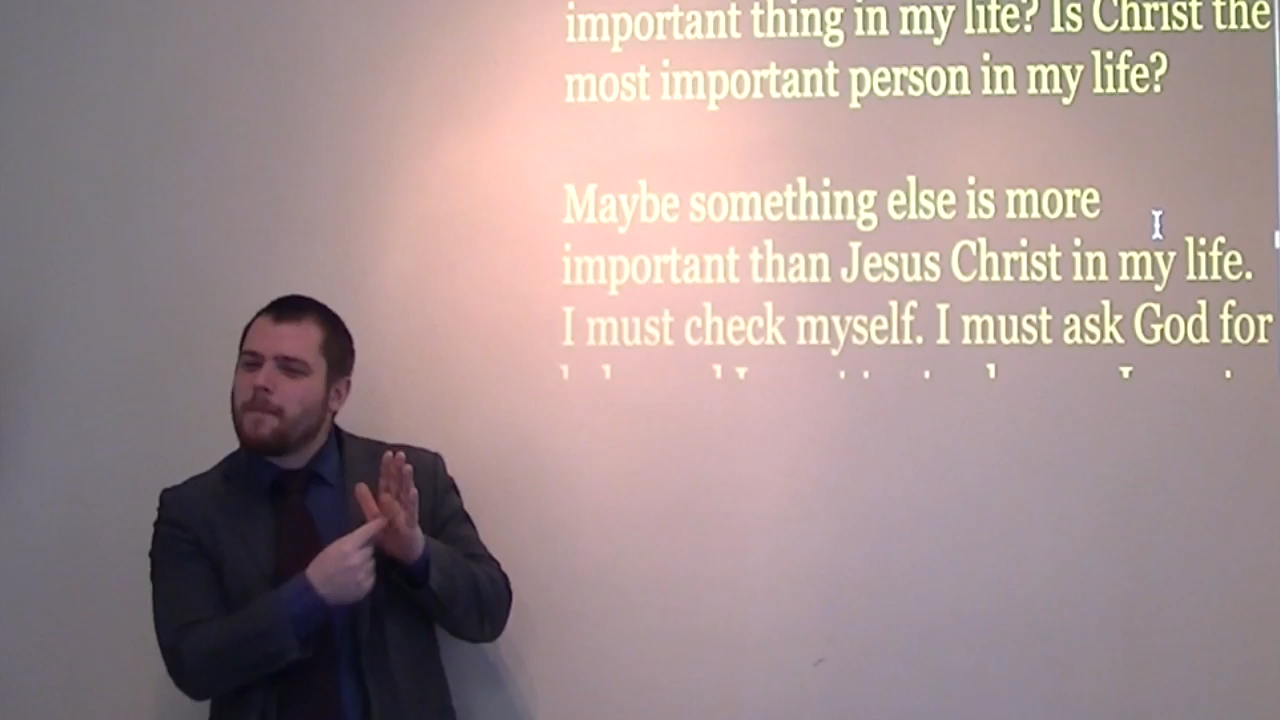 important thing in my life? Is Christ the
most important person in my life?
Maybe something else is more
important than Jesus Christ in my life.
I must check myself. I must ask God for